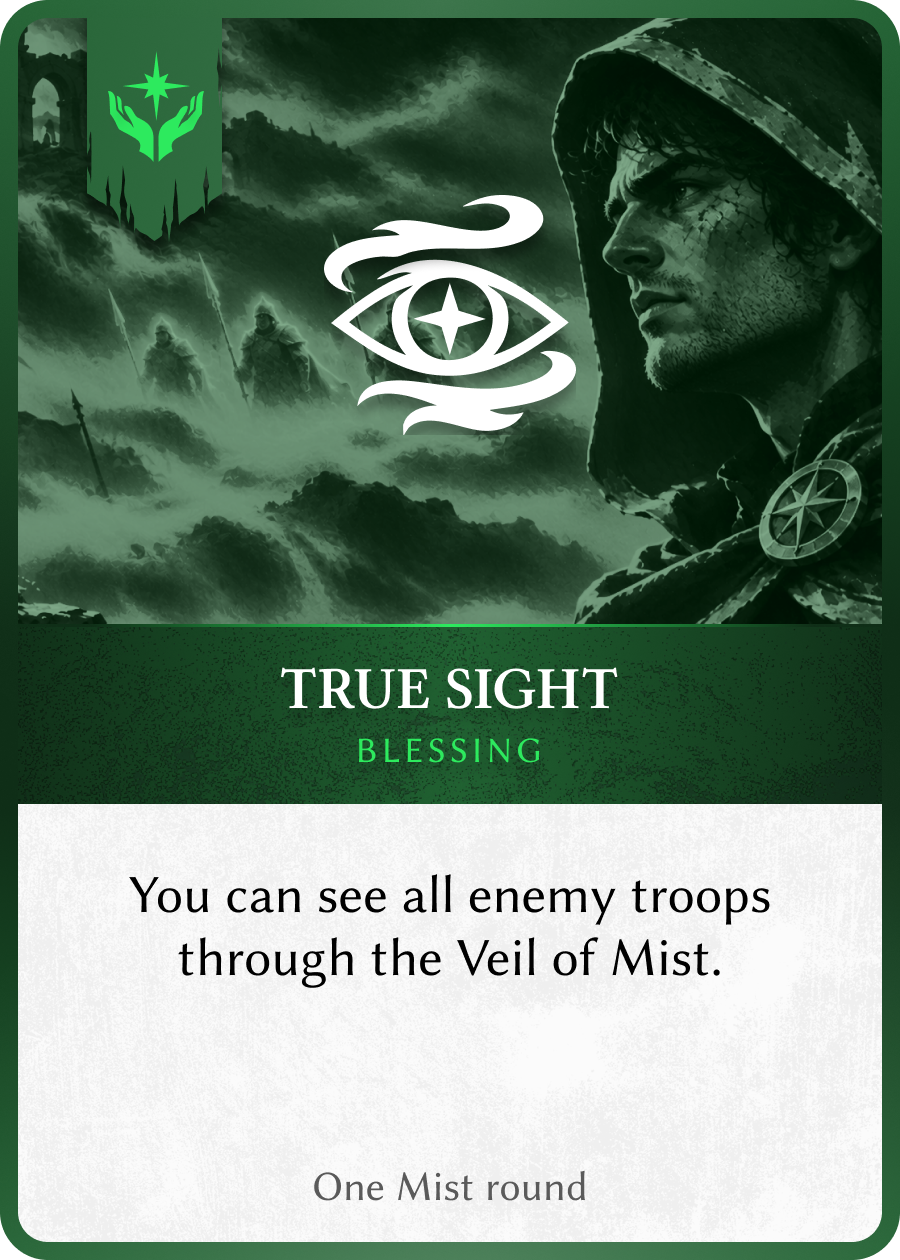 TRUE SIGHT
BLESSING
You can see all enemy troops
through the Veil of Mist.
One Mist round